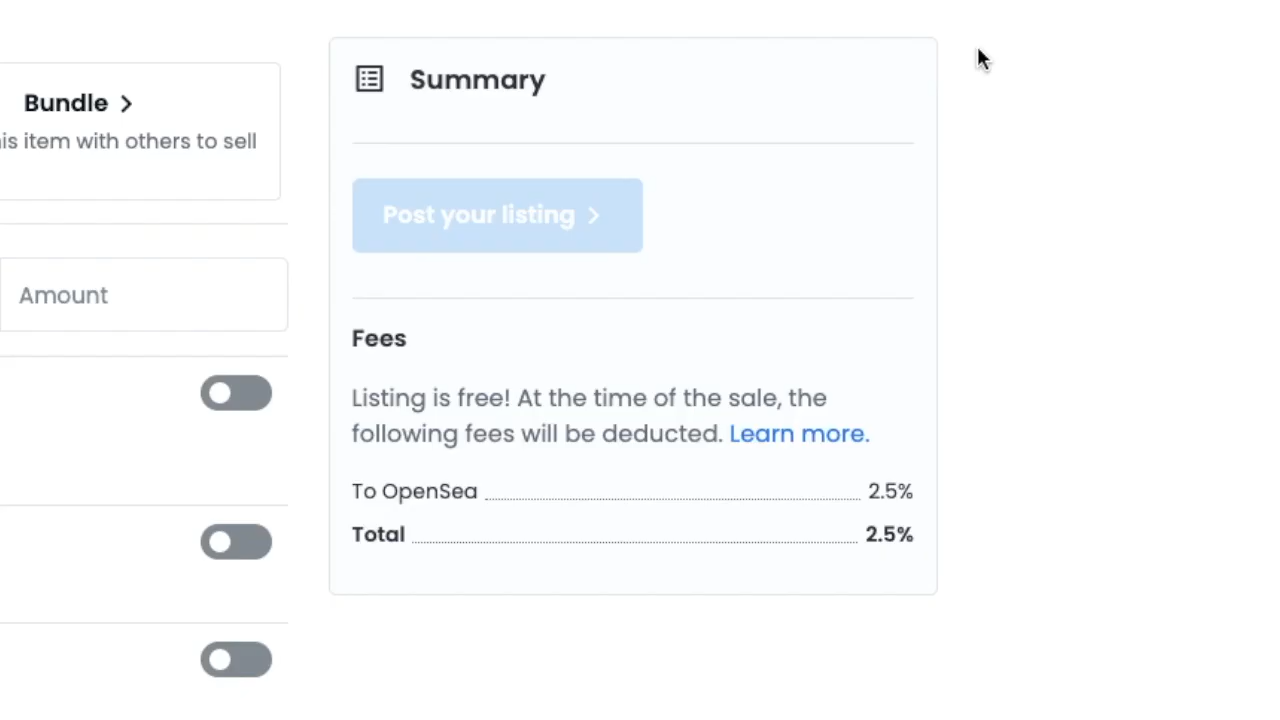 Bundle
is item with others to sell
Amount
Summary
Post your listing
Fees
Listing is free! At the time of the sale, the
following fees will be deducted. Learn more.
To OpenSea 2.5%
Total 2.5%